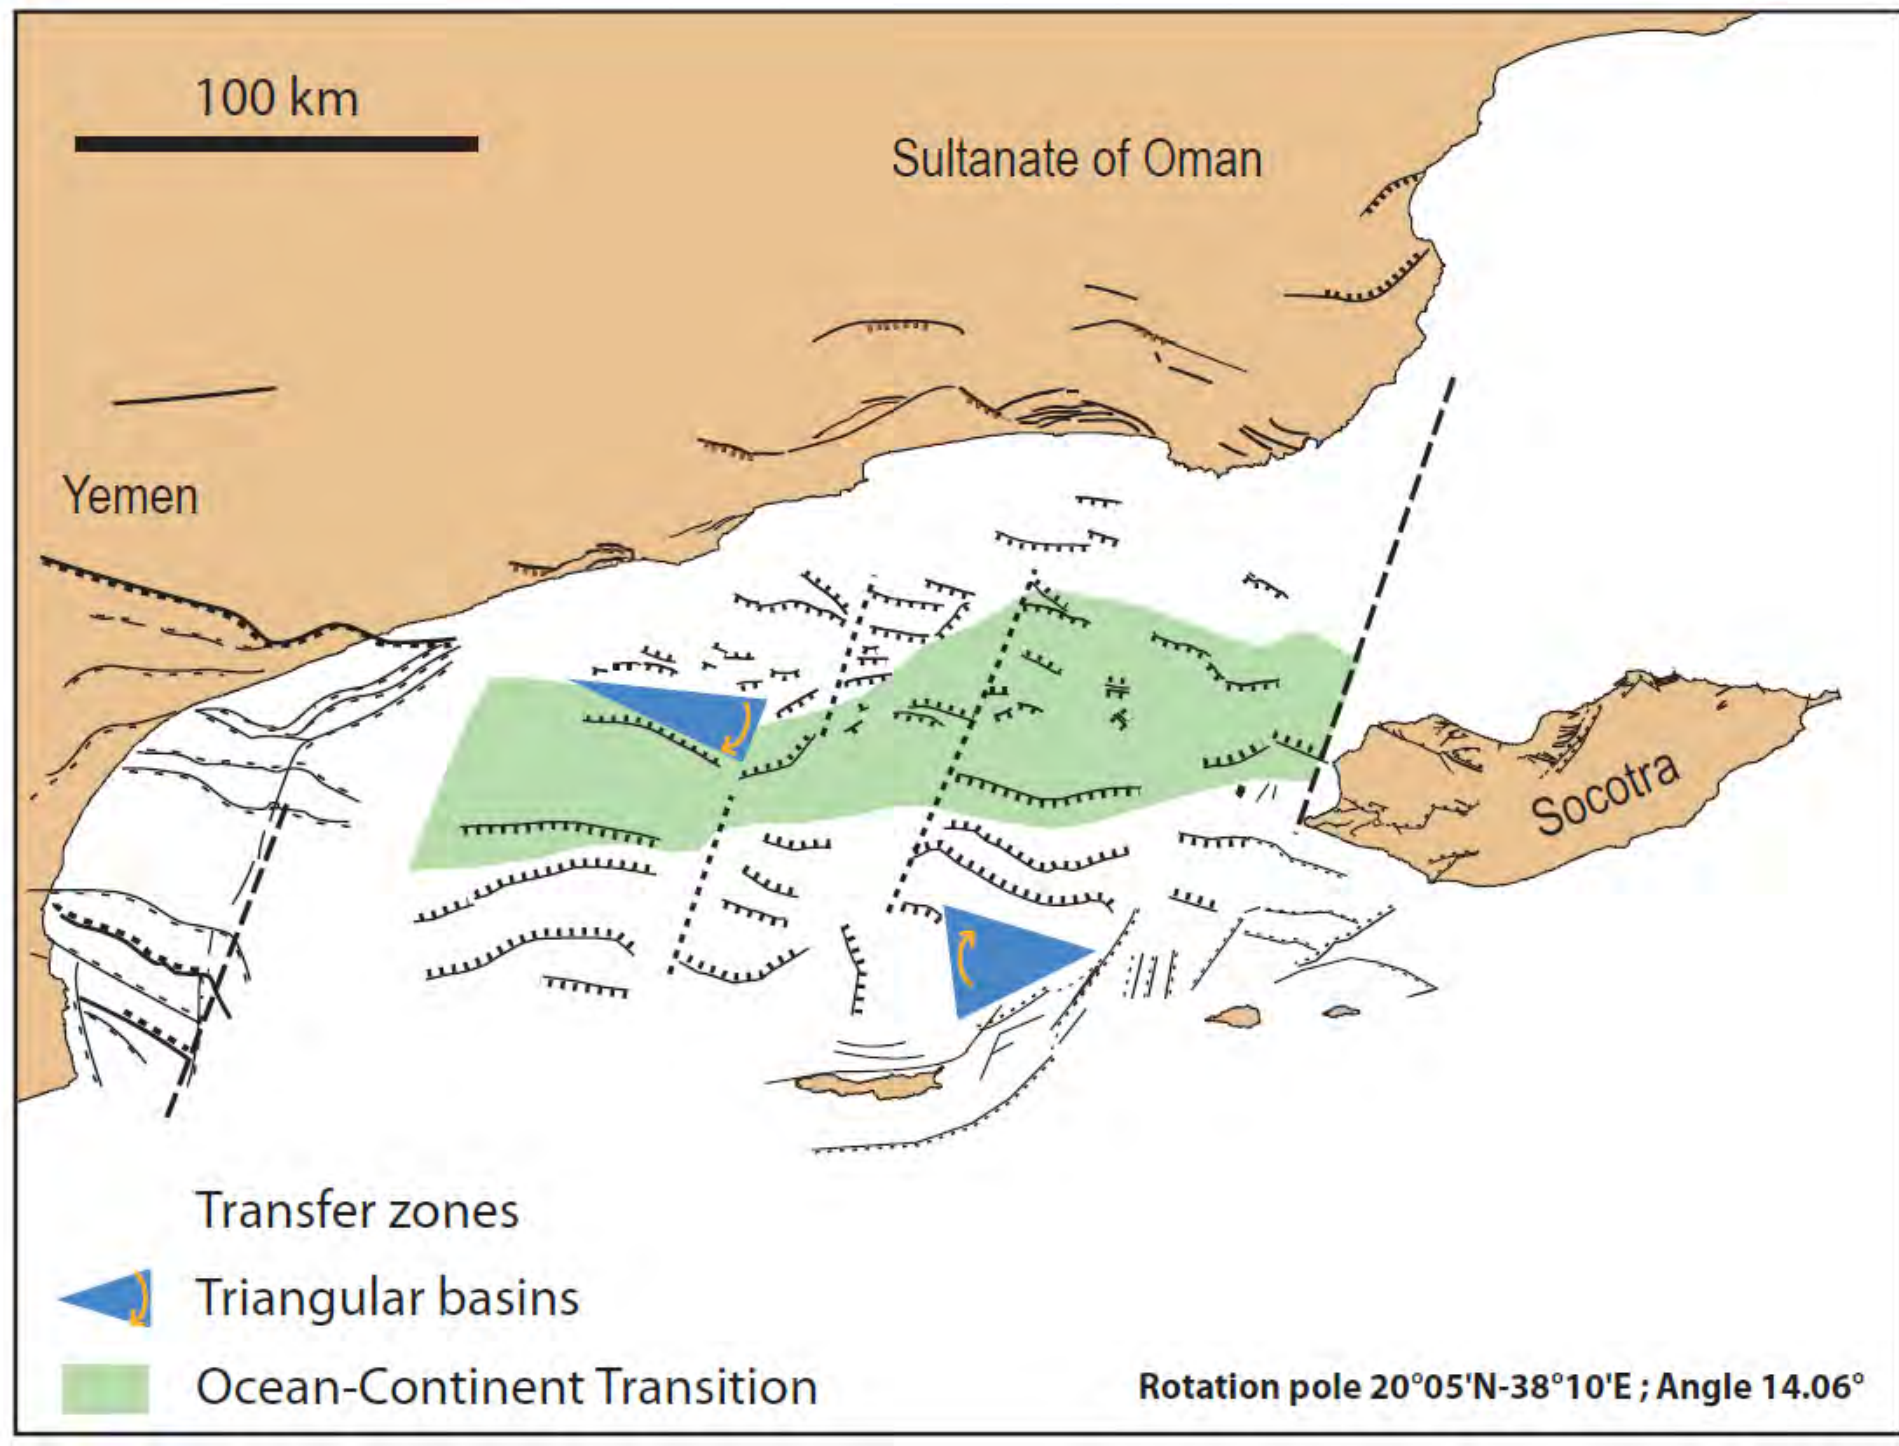 100 km
Sultanate of Oman
Yemen
Socotra
Transfer zones
Triangular basins
Ocean-Continent Transition
Rotation pole 20°05'N-38°10'E ; Angle 14.06°